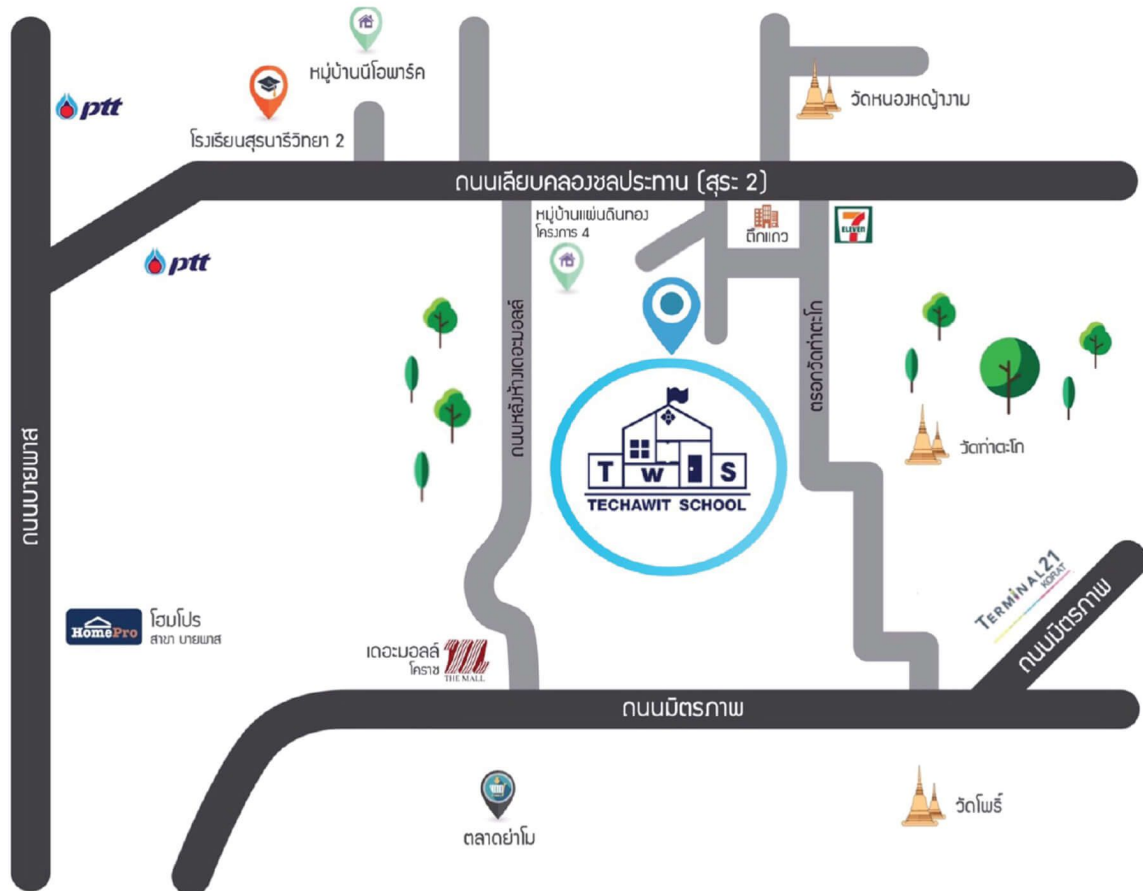 หมู่บ้านนีโอพาร์ค
ptt
โรงเรียนสุรนารีวิทยา 2
วัดหนองหญ้างาม
ถนนเลียบคลองชลประทาน (สุระ 2)
หมู่บ้านแผ่นดินทอง
โครงการ 4
ตึกแถว
7
ELEVEN
ptt
ถนนหลังห้างเดอะมอลล์
ตรอกวัดท่าตะโก
ถนนบายพาส
T W S
TECHAWIT SCHOOL
วัดท่าตะโก
TERMINAL21
KORAT
ถนนมิตรภาพ
HomePro
โฮมโปร
สาขา บายพาส
เดอะมอลล์
โคราช
THE MALL
ถนนมิตรภาพ
ตลาดย่าโม
วัดโพธิ์